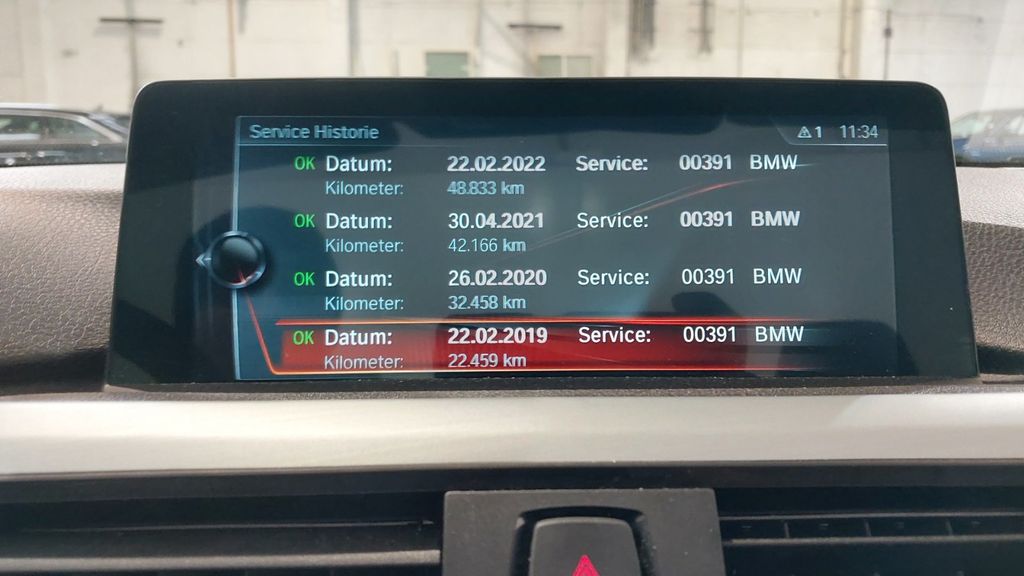 Service Historie 1 11:34
OK Datum: 22.02.2022 Service: 00391 BMW
Kilometer: 48.833 km
OK Datum: 30.04.2021 Service: 00391 BMW
Kilometer: 42.166 km
OK Datum: 26.02.2020 Service: 00391 BMW
Kilometer: 32.458 km
OK Datum: 22.02.2019 Service: 00391 BMW
Kilometer: 22.459 km